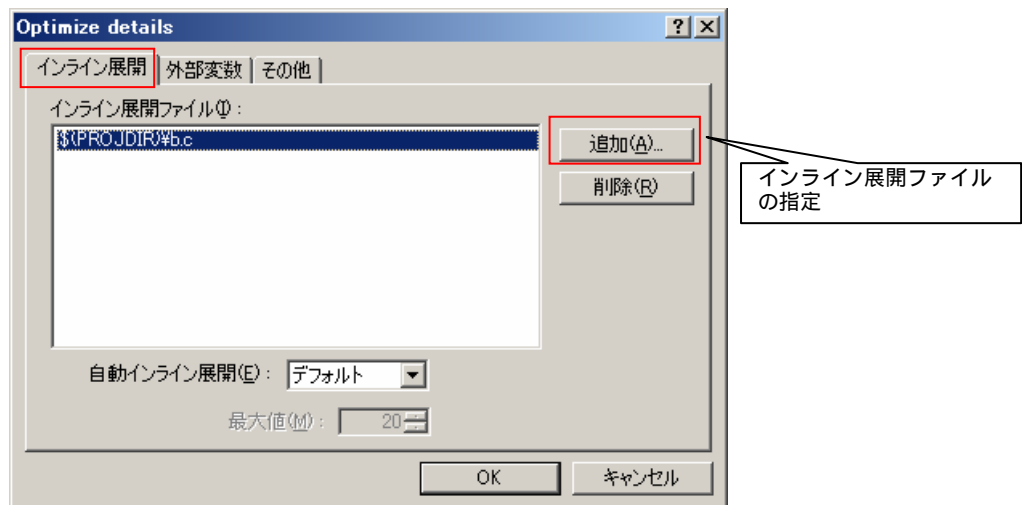 Optimize details
インライン展開 外部変数 その他
インライン展開ファイル(I):
$(PROJDIR)¥b.c
追加(A)...
削除(R)
インライン展開ファイル
の指定
自動インライン展開(E): デフォルト
最大値(M): 20
OK キャンセル